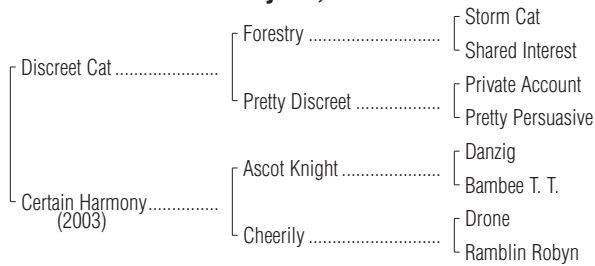 Storm Cat
Forestry
Shared Interest
Discreet Cat
Private Account
Pretty Discreet
Pretty Persuasive
Danzig
Ascot Knight
Bambee T. T.
Certain Harmony
(2003)
Drone
Cheerily
Ramblin Robyn